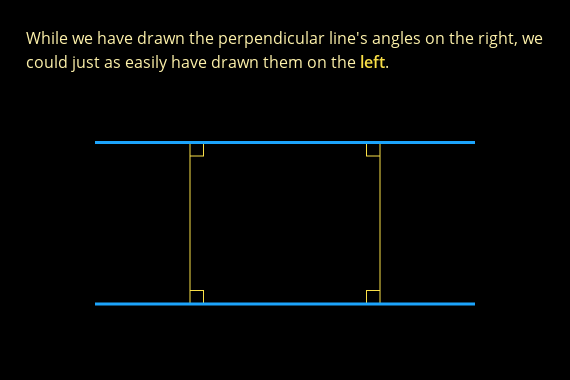 While we have drawn the perpendicular line's angles on the right, we
could just as easily have drawn them on the left.